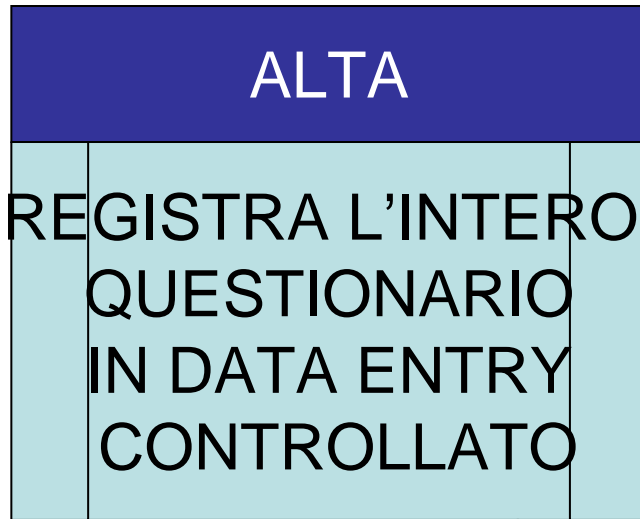 ALTA
REGISTRA L’INTERO
QUESTIONARIO
IN DATA ENTRY
CONTROLLATO